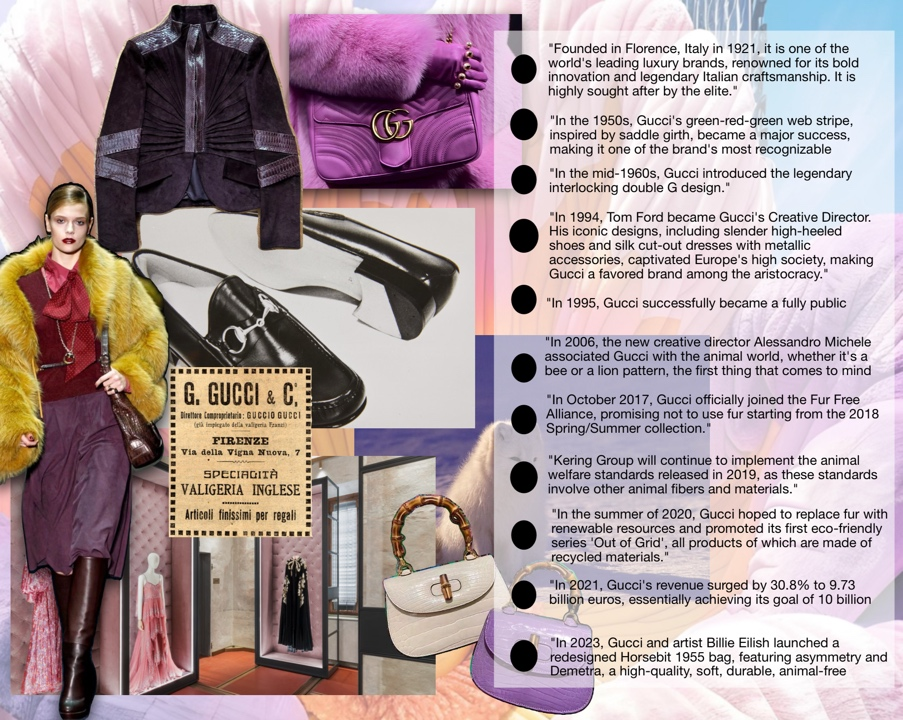 "Founded in Florence, Italy in 1921, it is one of the
world's leading luxury brands, renowned for its bold
innovation and legendary Italian craftsmanship. It is
highly sought after by the elite."
"In the 1950s, Gucci's green-red-green web stripe,
inspired by saddle girth, became a major success,
making it one of the brand's most recognizable
"In the mid-1960s, Gucci introduced the legendary
interlocking double G design."
"In 1994, Tom Ford became Gucci's Creative Director.
His iconic designs, including slender high-heeled
shoes and silk cut-out dresses with metallic
accessories, captivated Europe's high society, making
Gucci a favored brand among the aristocracy."
"In 1995, Gucci successfully became a fully public
"In 2006, the new creative director Alessandro Michele
associated Gucci with the animal world, whether it's a
bee or a lion pattern, the first thing that comes to mind
"In October 2017, Gucci officially joined the Fur Free
Alliance, promising not to use fur starting from the 2018
Spring/Summer collection."
"Kering Group will continue to implement the animal
welfare standards released in 2019, as these standards
involve other animal fibers and materials."
"In the summer of 2020, Gucci hoped to replace fur with
renewable resources and promoted its first eco-friendly
series 'Out of Grid', all products of which are made of
recycled materials."
"In 2021, Gucci's revenue surged by 30.8% to 9.73
billion euros, essentially achieving its goal of 10 billion
"In 2023, Gucci and artist Billie Eilish launched a
redesigned Horsebit 1955 bag, featuring asymmetry and
Demetra, a high-quality, soft, durable, animal-free
G. GUCCI & C,
Direttore Comproprietario: GUCCIO GUCCI
(già impiegato della valigeria Franzi)
FIRENZE
Via della Vigna Nuova, 7
SPECIAGITÀ
VALIGERIA INGLESE
Articoli finissimi per regali